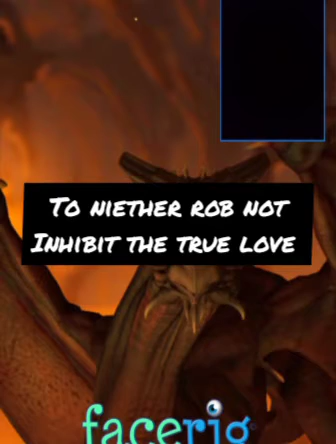 To niether rob not
Inhibit the true love
facerig